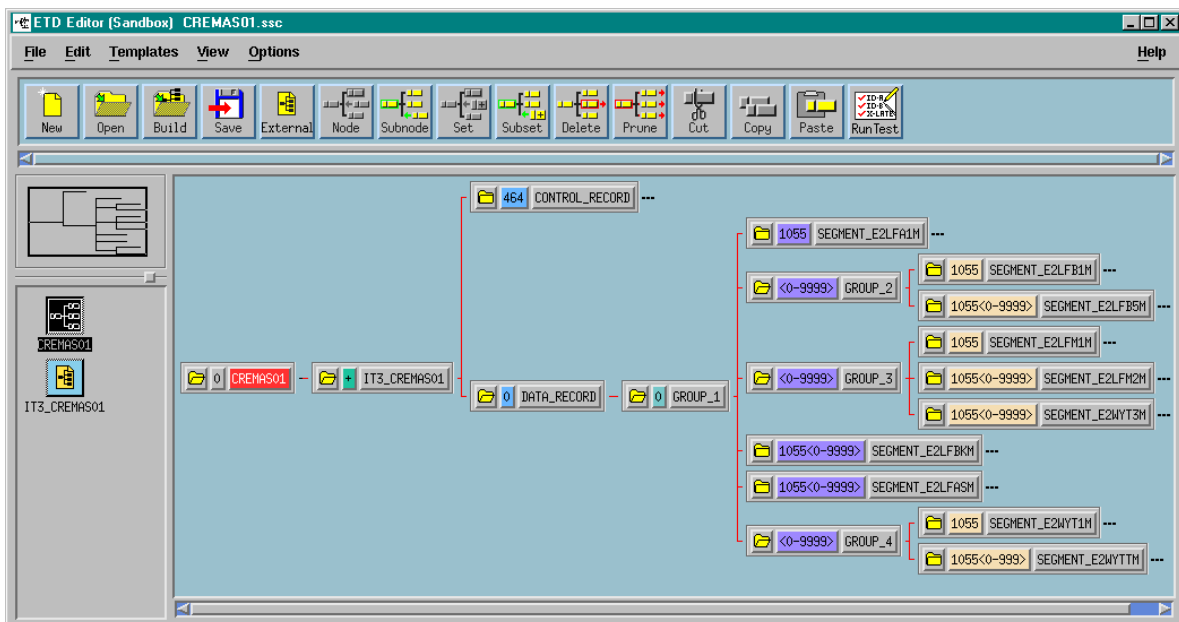 ETD Editor (Sandbox) CREMAS01.ssc
File Edit Templates View Options Help
New Open Build Save External Node Subnode Set Subset Delete Prune Cut Copy Paste RunTest
ID-A
ID-B
X-LATE
464 CONTROL_RECORD ---
1055 SEGMENT_E2LFA1M ---
1055 SEGMENT_E2LFB1M ---
<0-9999> GROUP_2
1055<0-9999> SEGMENT_E2LFB5M ---
1055 SEGMENT_E2LFM1M ---
CREMAS01
0 CREMAS01 + IT3_CREMAS01
<0-9999> GROUP_3
1055<0-9999> SEGMENT_E2LFM2M ---
IT3_CREMAS01
0 DATA_RECORD 0 GROUP_1
1055<0-9999> SEGMENT_E2WYT3M ---
1055<0-9999> SEGMENT_E2LFBKM ---
1055<0-9999> SEGMENT_E2LFASM ---
1055 SEGMENT_E2WYT1M ---
<0-9999> GROUP_4
1055<0-999> SEGMENT_E2WYTTM ---